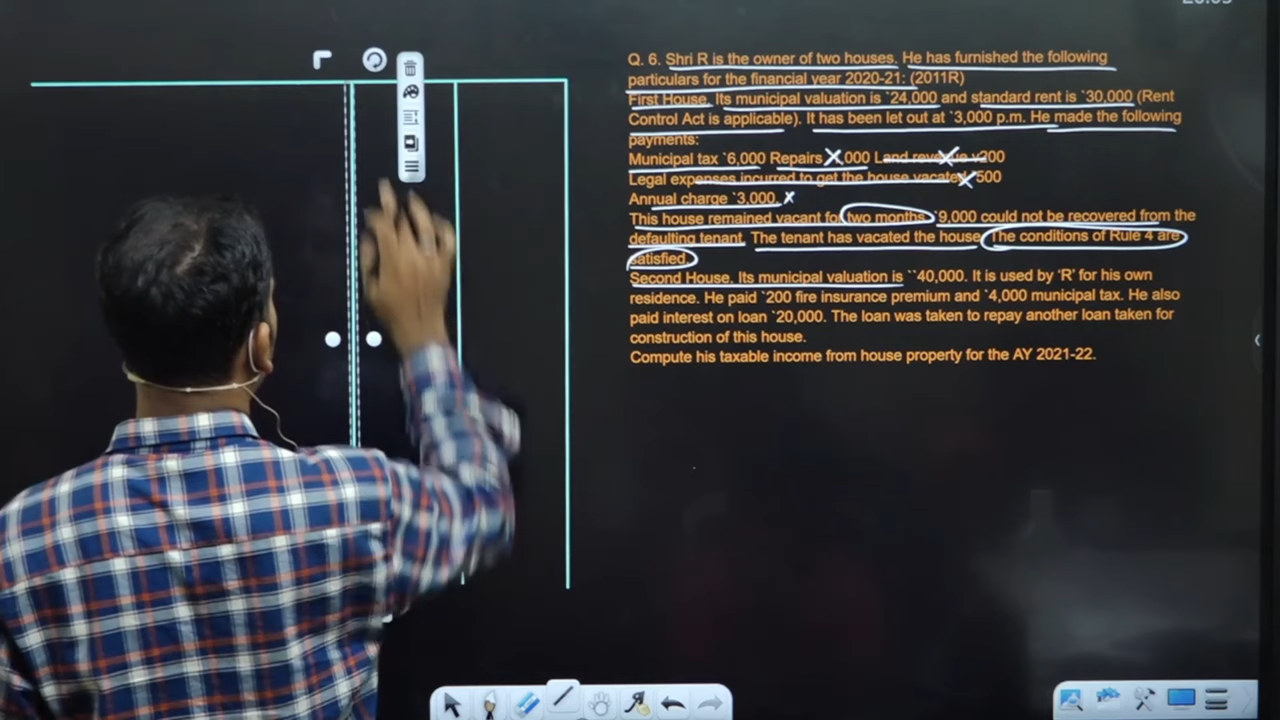 Q. 6. Shri R is the owner of two houses. He has furnished the following
particulars for the financial year 2020-21: (2011R)
First House. Its municipal valuation is `24,000 and standard rent is `30,000 (Rent
Control Act is applicable). It has been let out at `3,000 p.m. He made the following
payments:
Municipal tax `6,000 Repairs 000 Land revenue 200
Legal expenses incurred to get the house vacated 500
Annual charge `3,000.
This house remained vacant for two months. `9,000 could not be recovered from the
defaulting tenant. The tenant has vacated the house. The conditions of Rule 4 are
satisfied.
Second House. Its municipal valuation is ``40,000. It is used by 'R' for his own
residence. He paid `200 fire insurance premium and `4,000 municipal tax. He also
paid interest on loan `20,000. The loan was taken to repay another loan taken for
construction of this house.
Compute his taxable income from house property for the AY 2021-22.